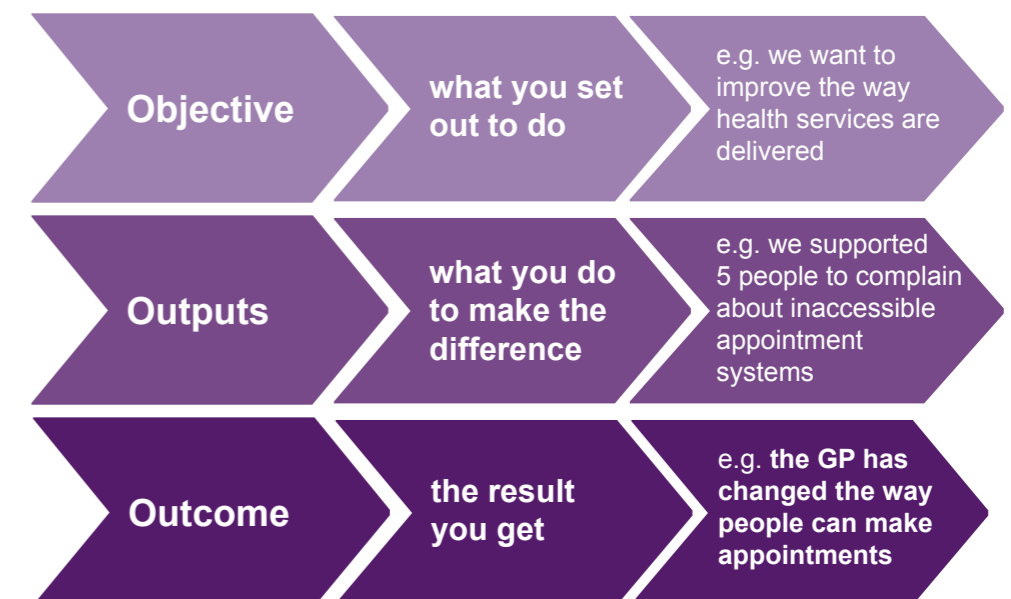 Objective
what you set
out to do
e.g. we want to
improve the way
health services are
delivered
Outputs
what you do
to make the
difference
e.g. we supported
5 people to complain
about inaccessible
appointment
systems
Outcome
the result
you get
e.g. the GP has
changed the way
people can make
appointments